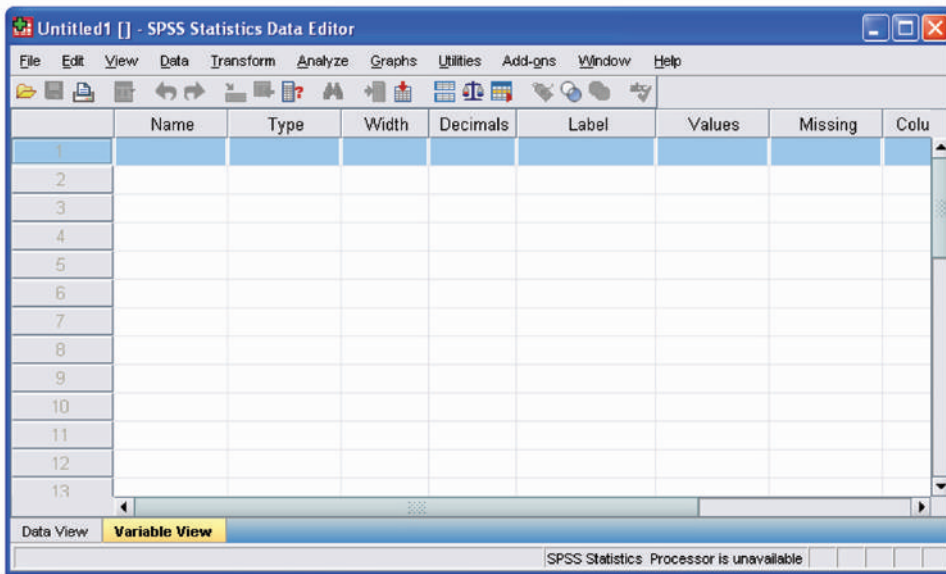 Untitled1 [] - SPSS Statistics Data Editor
File Edit View Data Transform Analyze Graphs Utilities Add-ons Window Help
Name Type Width Decimals Label Values Missing Colu
1
2
3
4
5
6
7
8
9
10
11
12
13
Data View Variable View
SPSS Statistics Processor is unavailable